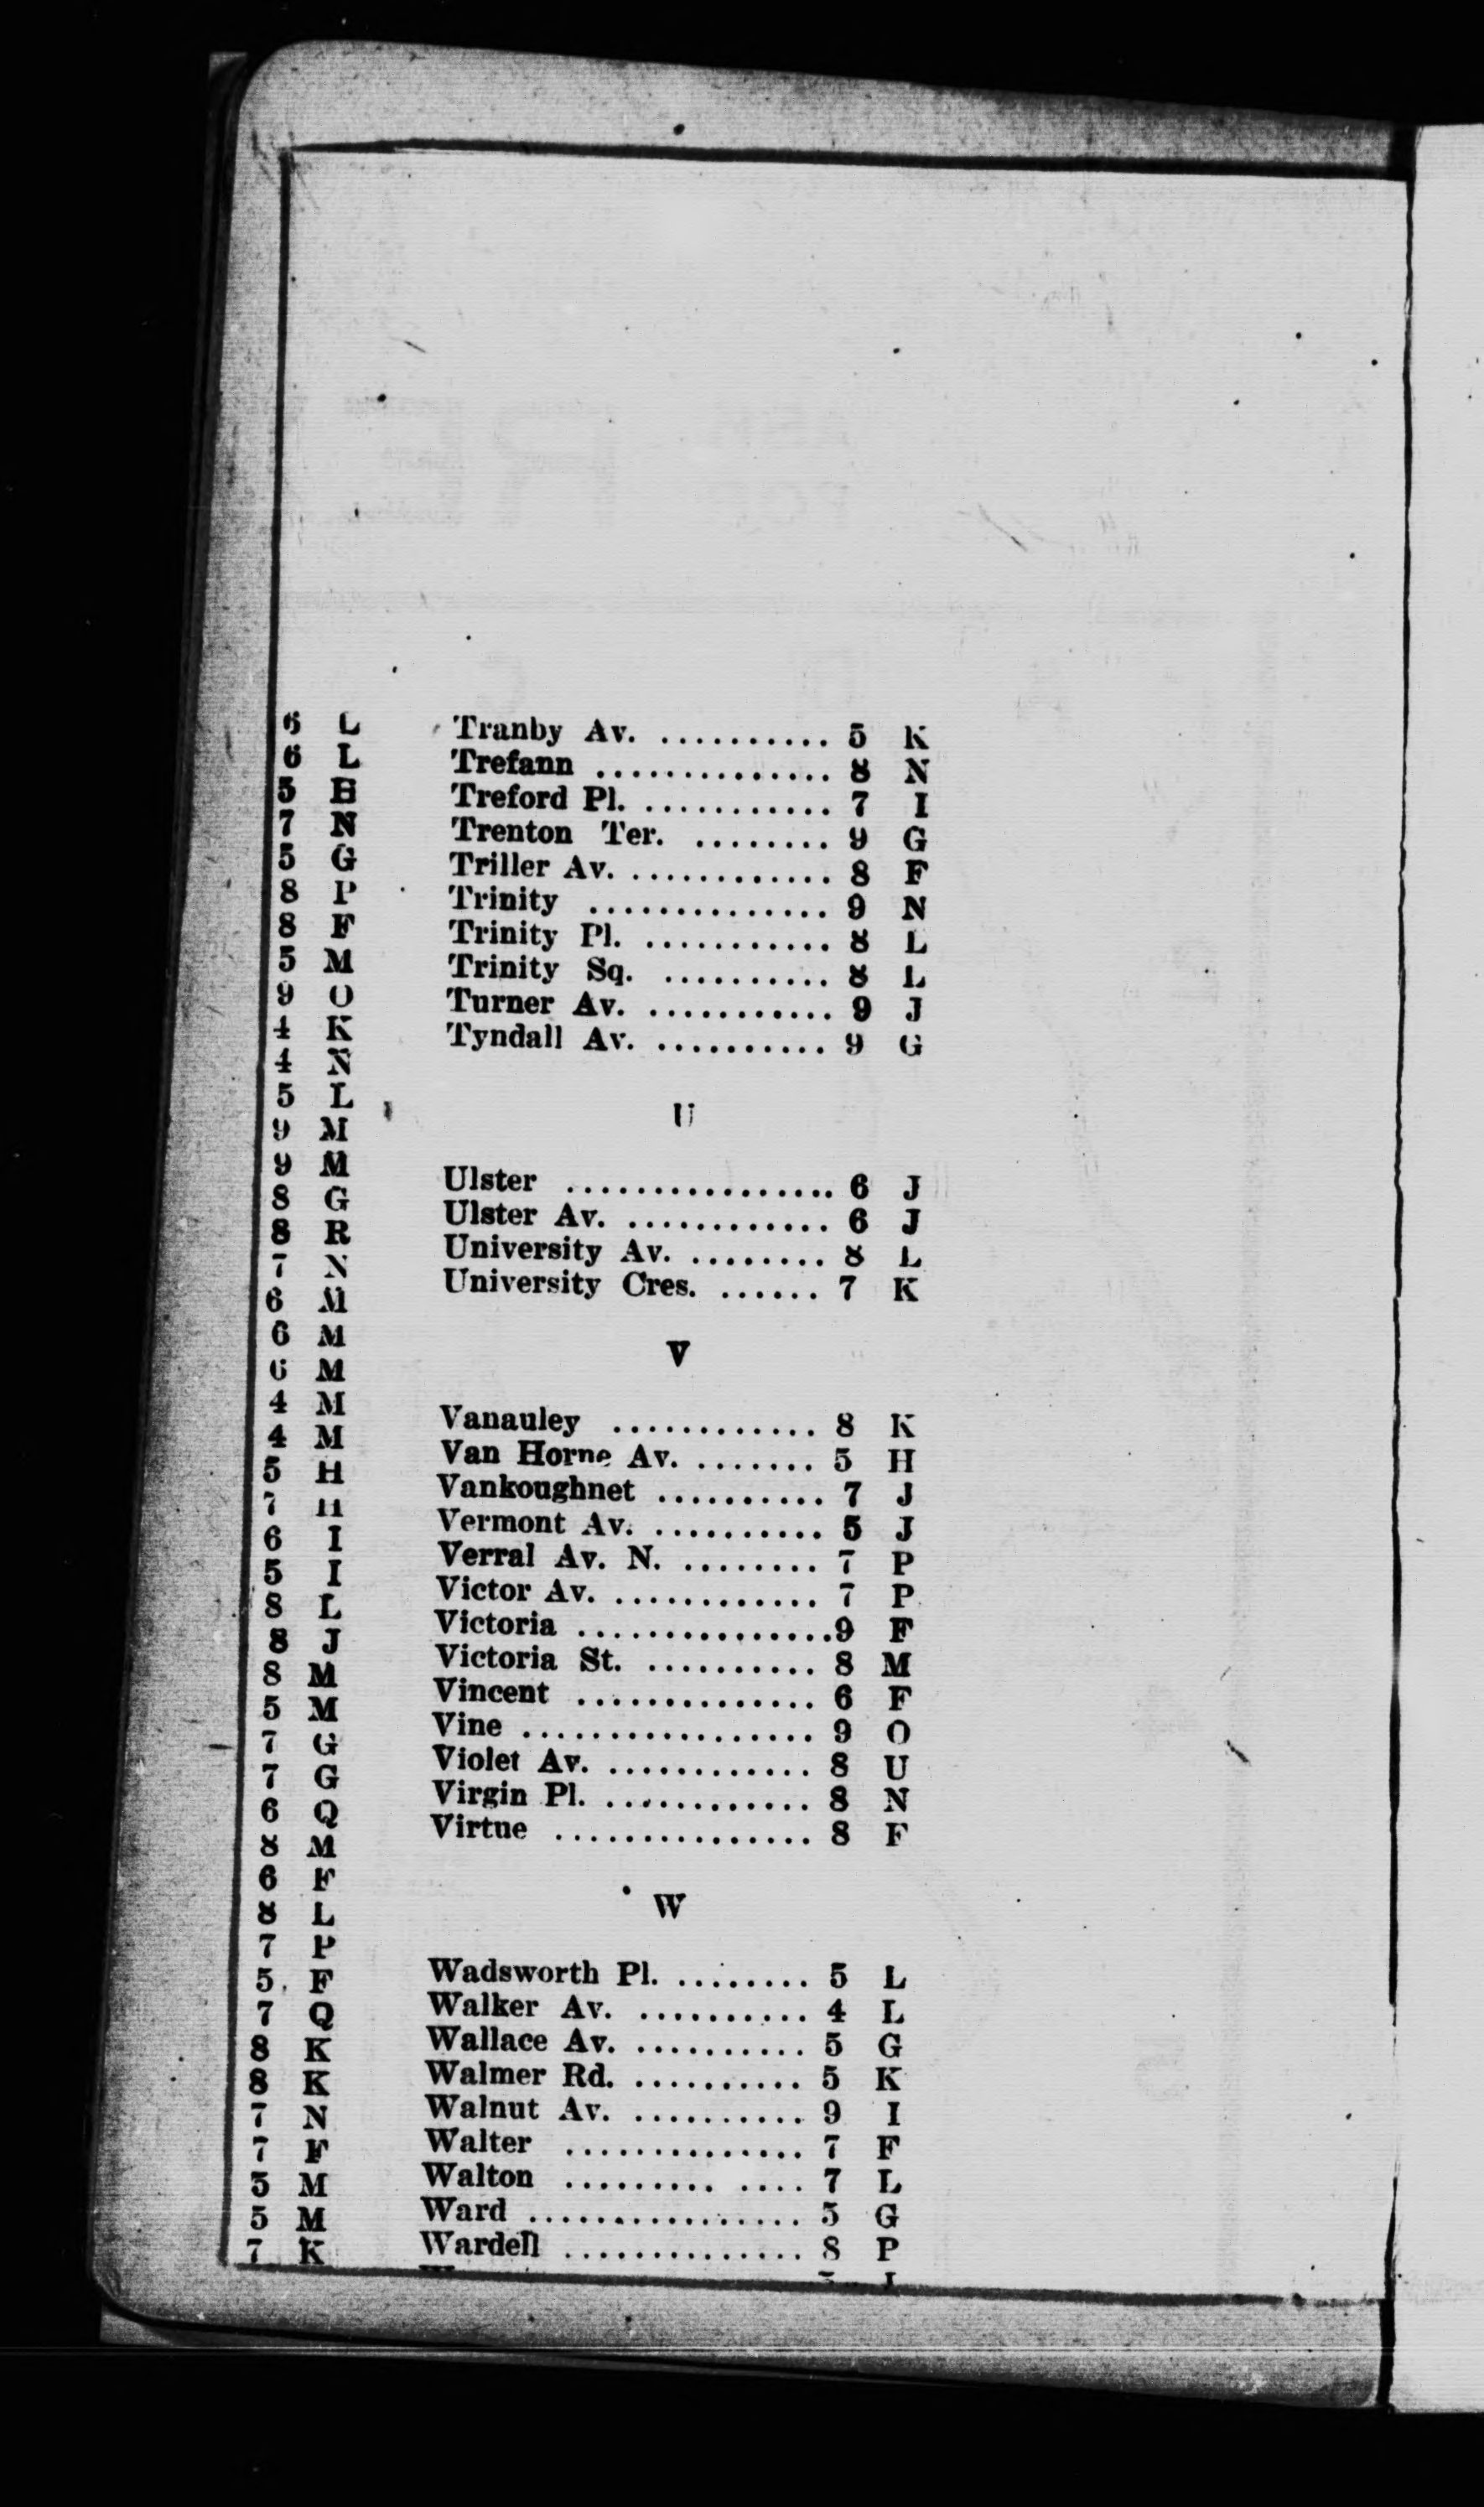 6 L
6 L
5 E
7 N
5 G
8 P
8 F
5 M
9 O
4 K
4 N
5 L
9 M
9 M
8 G
8 R
7 N
6 M
6 M
6 M
4 M
4 M
5 H
7 H
6 I
5 I
8 L
8 J
8 M
5 M
7 G
7 G
6 Q
8 M
6 F
8 L
7 P
5 F
7 Q
8 K
8 K
7 N
7 F
5 M
5 M
7 K
Tranby Av. .......... 5 K
Trefann .............. 8 N
Treford Pl. ........... 7 I
Trenton Ter. ........ 9 G
Triller Av. ............ 8 F
Trinity .............. 9 N
Trinity Pl. ........... 8 L
Trinity Sq. .......... 8 L
Turner Av. ........... 9 J
Tyndall Av. .......... 9 G
U
Ulster ................ 6 J
Ulster Av. ............ 6 J
University Av. ........ 8 L
University Cres. ...... 7 K
V
Vanauley ............ 8 K
Van Horne Av. ....... 5 H
Vankoughnet .......... 7 J
Vermont Av. .......... 5 J
Verral Av. N. ........ 7 P
Victor Av. ............ 7 P
Victoria ...............9 F
Victoria St. .......... 8 M
Vincent .............. 6 F
Vine ................. 9 O
Violet Av. ............ 8 U
Virgin Pl. ............ 8 N
Virtue ............... 8 F
W
Wadsworth Pl. ........ 5 L
Walker Av. .......... 4 L
Wallace Av. .......... 5 G
Walmer Rd. .......... 5 K
Walnut Av. .......... 9 I
Walter .............. 7 F
Walton ......... .... 7 L
Ward ................ 5 G
Wardell .............. 8 P